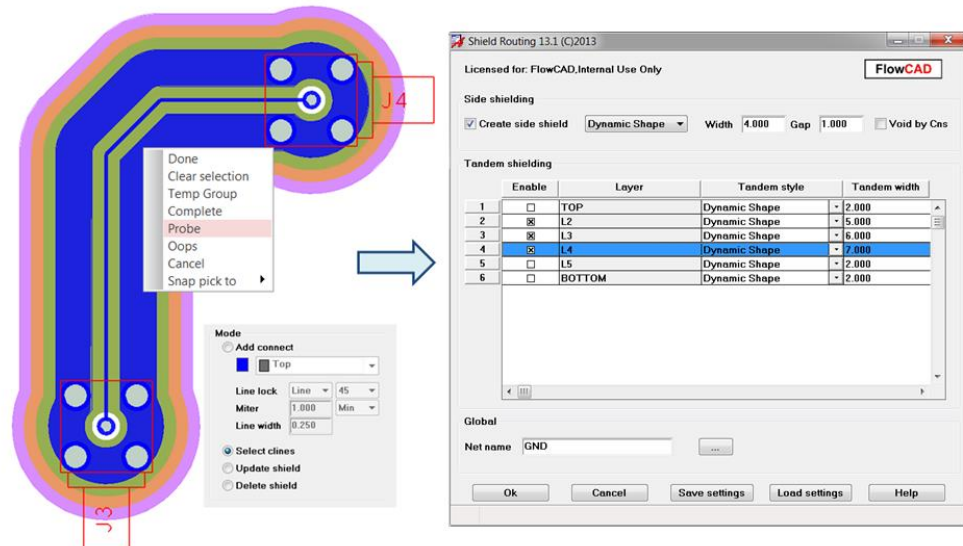 J4
Done
Clear selection
Temp Group
Complete
Probe
Oops
Cancel
Snap pick to
Mode
Add connect
Top
Line lock Line 45
Miter 1.000 Min
Line width 0.250
Select clines
Update shield
Delete shield
J3
Shield Routing 13.1 (C)2013
Licensed for: FlowCAD,Internal Use Only
FlowCAD
Side shielding
Create side shield Dynamic Shape Width 4.000 Gap 1.000 Void by Cns
Tandem shielding
Enable Layer Tandem style Tandem width
1 TOP Dynamic Shape 2.000
2 L2 Dynamic Shape 5.000
3 L3 Dynamic Shape 6.000
4 L4 Dynamic Shape 7.000
5 L5 Dynamic Shape 2.000
6 BOTTOM Dynamic Shape 2.000
Global
Net name GND ...
Ok Cancel Save settings Load settings Help